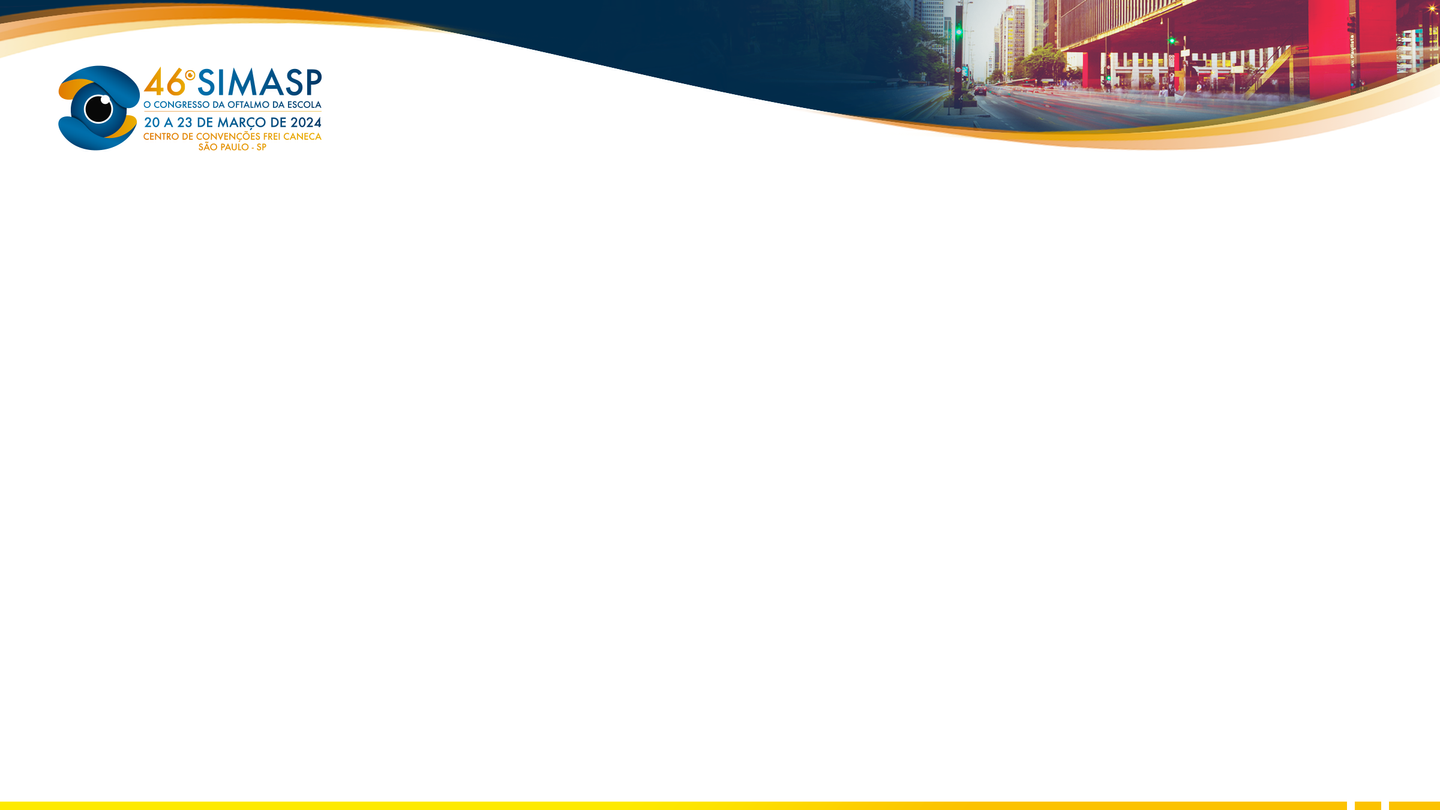 46º SIMASP
O CONGRESSO DA OFTALMO DA ESCOLA
20 A 23 DE MARÇO DE 2024
CENTRO DE CONVENÇÕES FREI CANECA
SÃO PAULO - SP